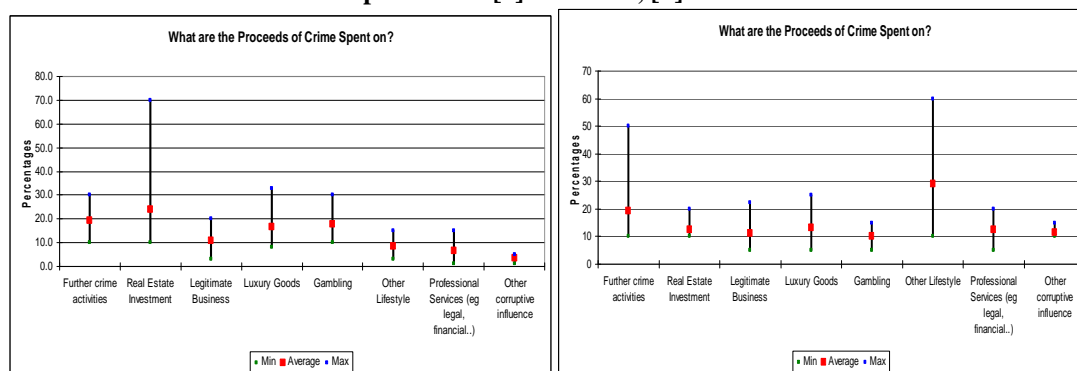 What are the Proceeds of Crime Spent on?
Percentages
80.0
70.0
60.0
50.0
40.0
30.0
20.0
10.0
0.0
Further crime
activities
Real Estate
Investment
Legitimate
Business
Luxury Goods
Gambling
Other
Lifestyle
Professional
Services (eg
legal,
financial..)
Other
corruptive
influence
Min Average Max
What are the Proceeds of Crime Spent on?
Percentages
70
60
50
40
30
20
10
0
Further crime
activities
Real Estate
Investment
Legitimate
Business
Luxury Goods
Gambling
Other Lifestyle
Professional
Services (eg
legal,
financial..)
Other
corruptive
influence
Min Average Max